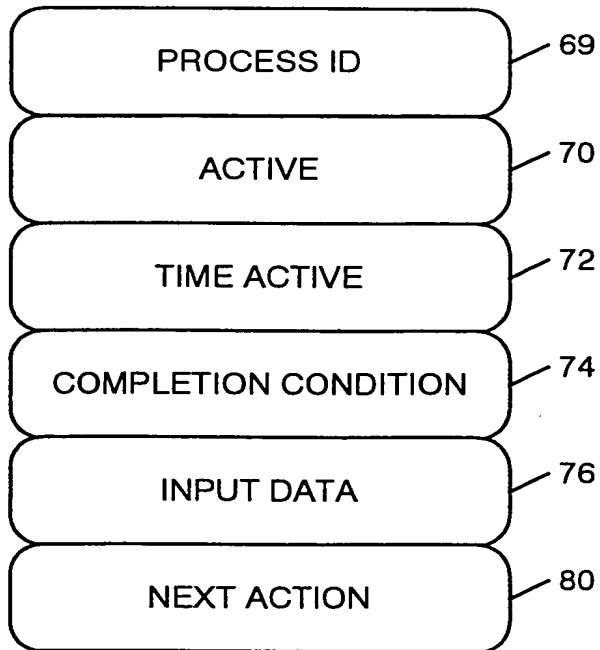 PROCESS ID 69
ACTIVE 70
TIME ACTIVE 72
COMPLETION CONDITION 74
INPUT DATA 76
NEXT ACTION 80